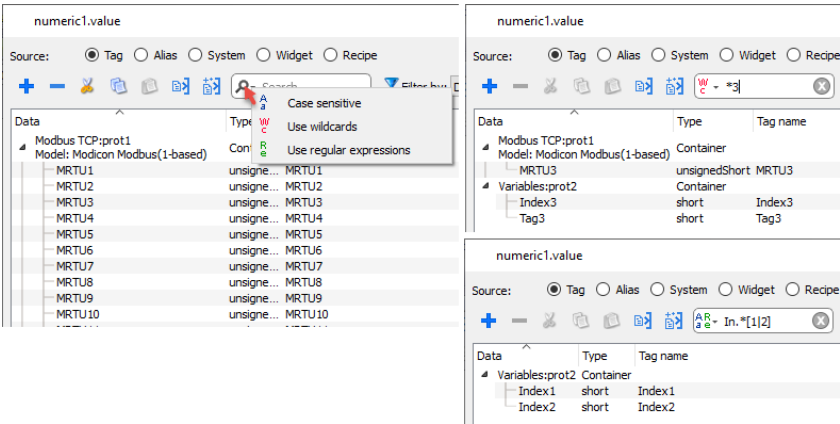 numeric1.value
Source: Tag Alias System Widget Recipe
Search Filter by:
Case sensitive
Use wildcards
Use regular expressions
Data Type
Modbus TCP:prot1
Model: Modicon Modbus(1-based)
MRTU1 unsigne... MRTU1
MRTU2 unsigne... MRTU2
MRTU3 unsigne... MRTU3
MRTU4 unsigne... MRTU4
MRTU5 unsigne... MRTU5
MRTU6 unsigne... MRTU6
MRTU7 unsigne... MRTU7
MRTU8 unsigne... MRTU8
MRTU9 unsigne... MRTU9
MRTU10 unsigne... MRTU10
numeric1.value
Source: Tag Alias System Widget Recipe
*3
Data Type Tag name
Modbus TCP:prot1
Model: Modicon Modbus(1-based) Container
MRTU3 unsignedShort MRTU3
Variables:prot2 Container
Index3 short Index3
Tag3 short Tag3
numeric1.value
Source: Tag Alias System Widget Recipe
In.*[1|2]
Data Type Tag name
Variables:prot2 Container
Index1 short Index1
Index2 short Index2